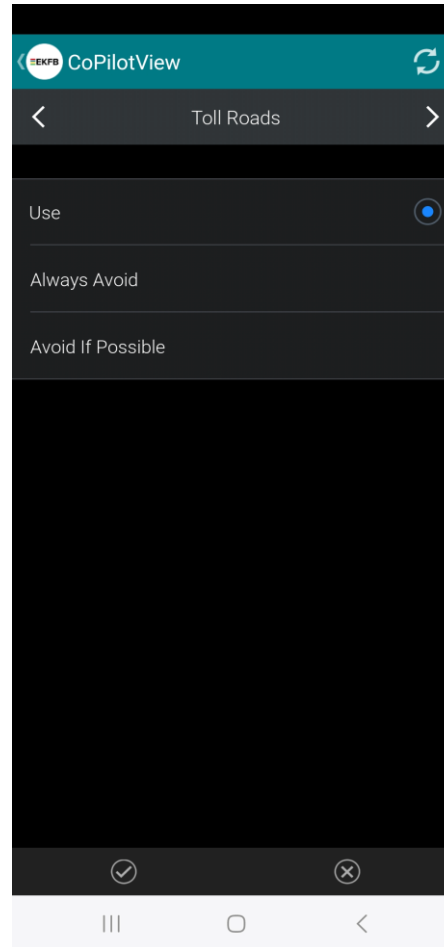 EKFB CoPilotView
Toll Roads
Use
Always Avoid
Avoid If Possible